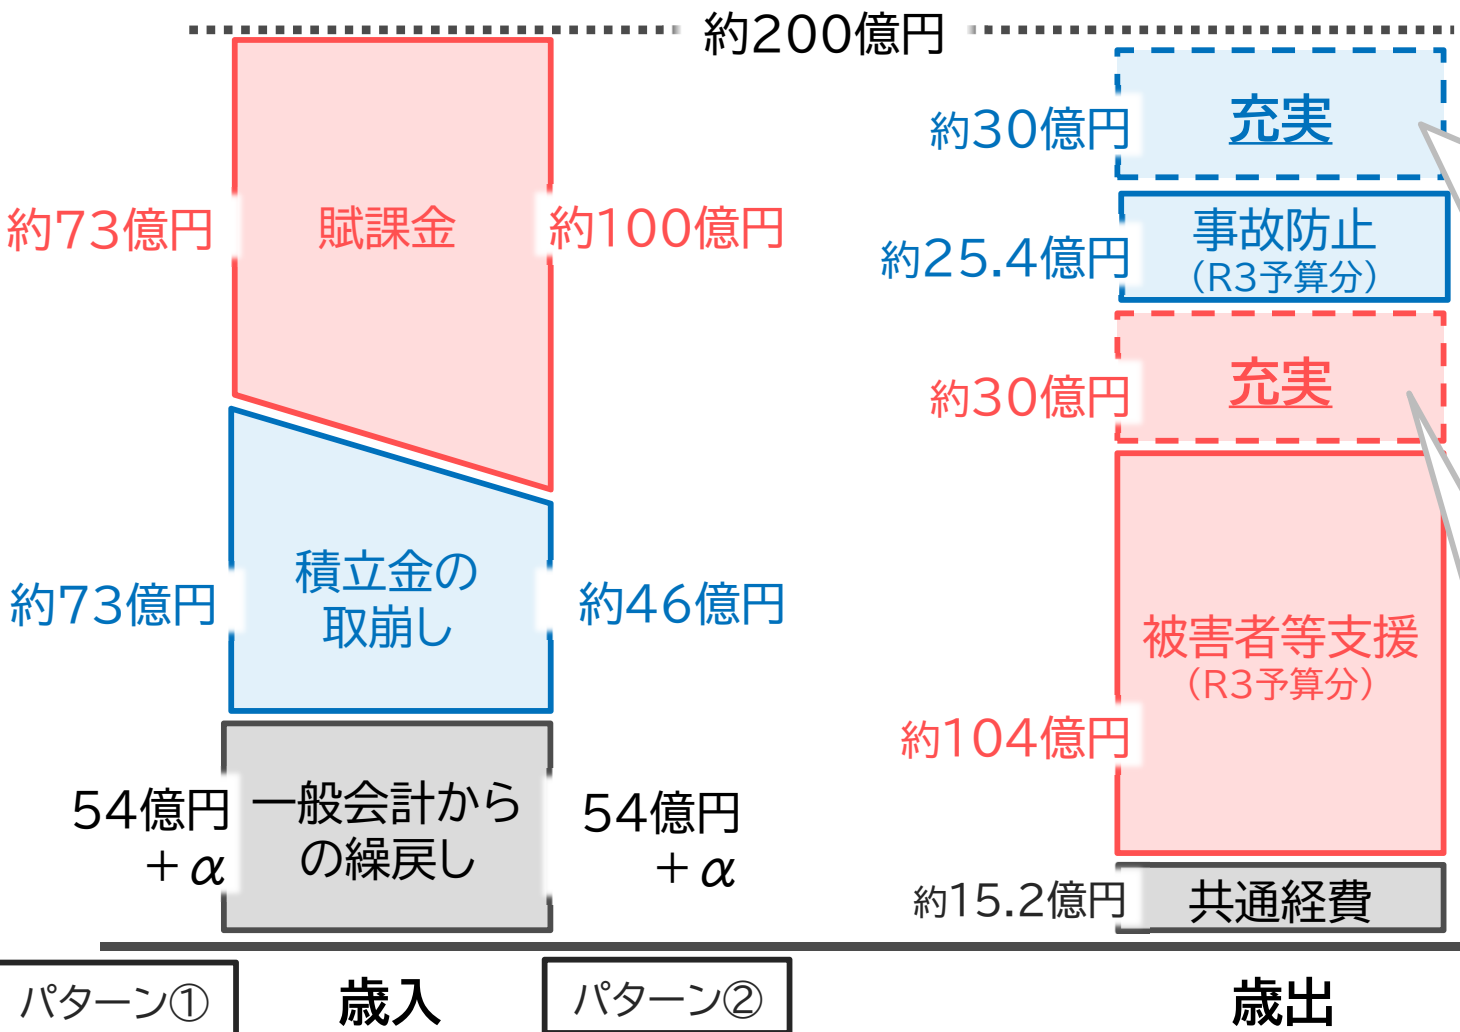 約200億円
約73億円
賦課金
約100億円
約73億円
積立金の
取崩し
約46億円
54億円
+α
一般会計から
の繰戻し
54億円
+α
約30億円
充実
約25.4億円
事故防止
（R3予算分）
約30億円
充実
約104億円
被害者等支援
（R3予算分）
約15.2億円
共通経費
パターン①
歳入
パターン②
歳出